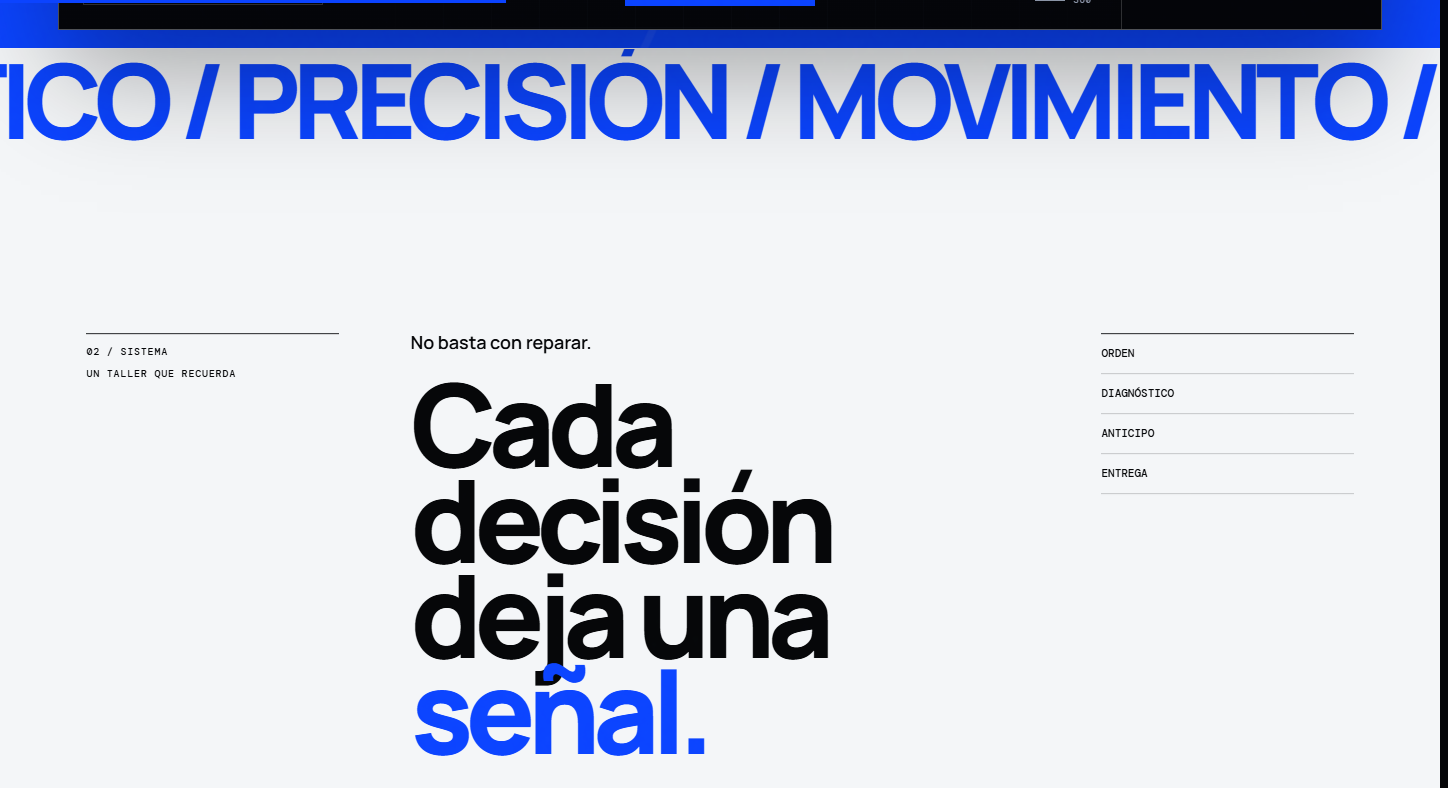 TICO / PRECISIÓN / MOVIMIENTO /
02 / SISTEMA
UN TALLER QUE RECUERDA
No basta con reparar.
Cada
decisión
deja una
señal.
ORDEN
DIAGNÓSTICO
ANTICIPO
ENTREGA